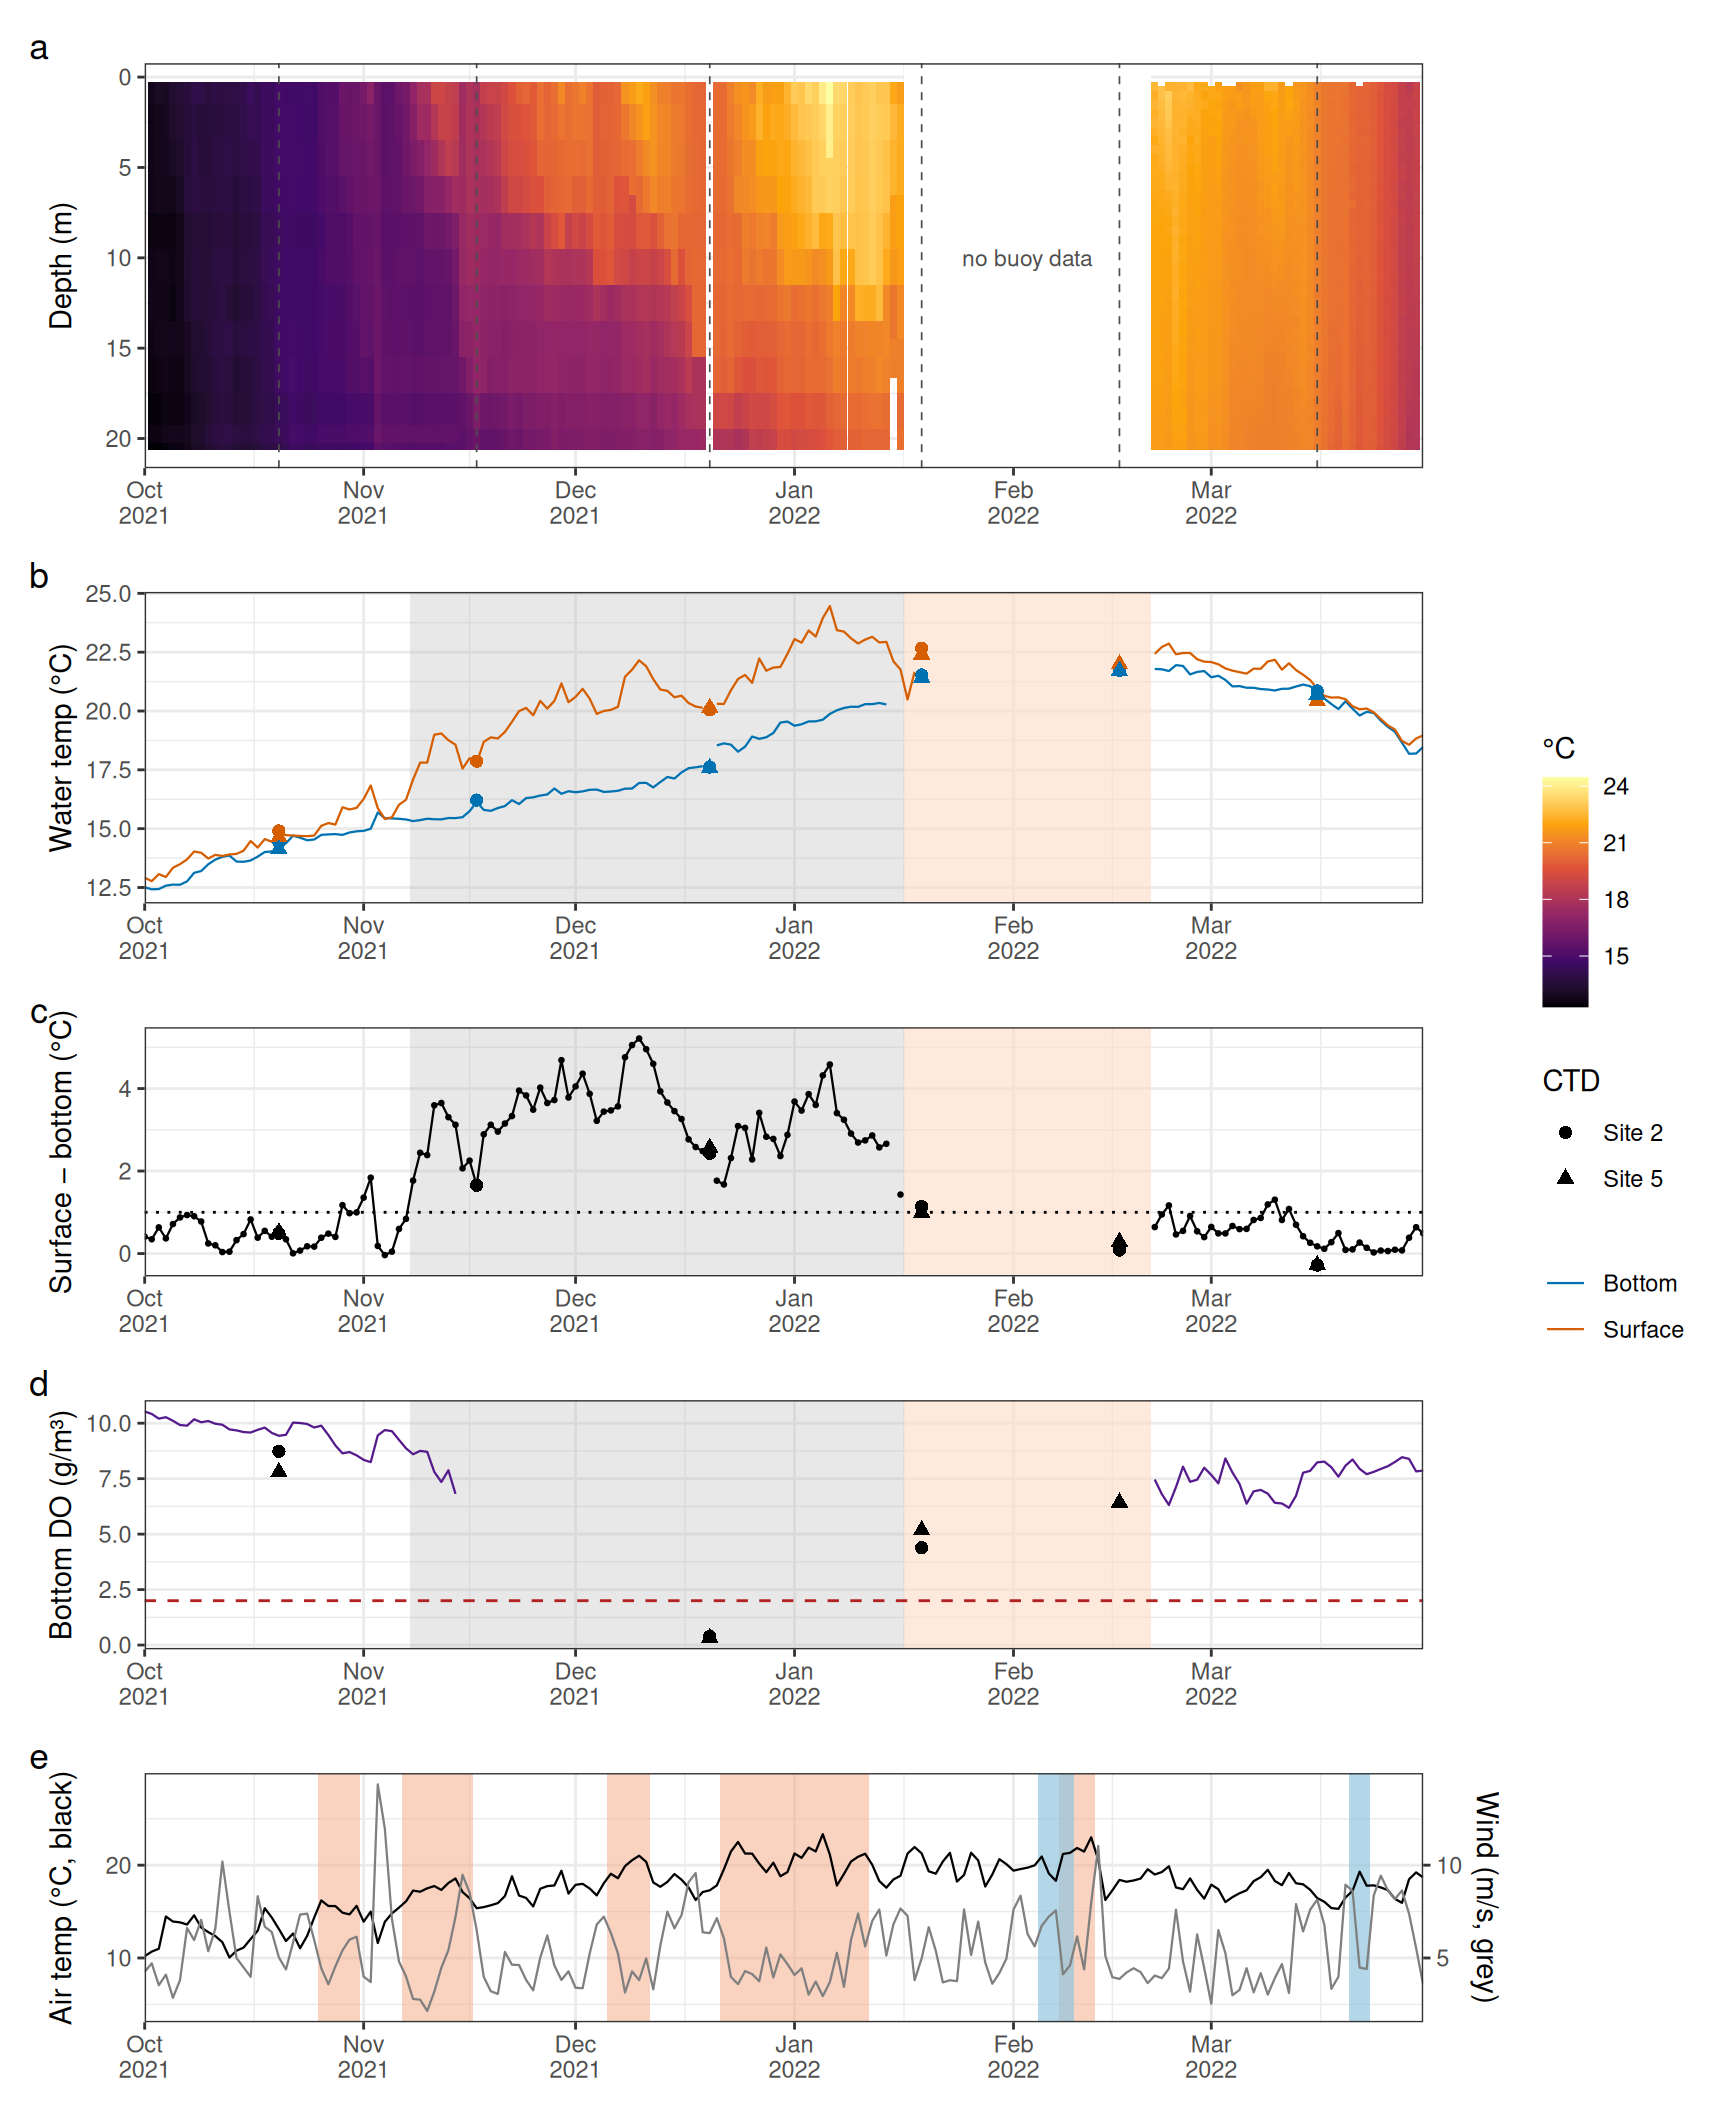 a
Depth (m)
0
5
10
15
20
no buoy data
Oct
2021
Nov
2021
Dec
2021
Jan
2022
Feb
2022
Mar
2022
b
Water temp (°C)
25.0
22.5
20.0
17.5
15.0
12.5
Oct
2021
Nov
2021
Dec
2021
Jan
2022
Feb
2022
Mar
2022
c
Surface – bottom (°C)
4
2
0
Oct
2021
Nov
2021
Dec
2021
Jan
2022
Feb
2022
Mar
2022
d
Bottom DO (g/m³)
10.0
7.5
5.0
2.5
0.0
Oct
2021
Nov
2021
Dec
2021
Jan
2022
Feb
2022
Mar
2022
e
Air temp (°C, black)
20
10
Wind (m/s, grey)
10
5
Oct
2021
Nov
2021
Dec
2021
Jan
2022
Feb
2022
Mar
2022
°C
24
21
18
15
CTD
Site 2
Site 5
Bottom
Surface